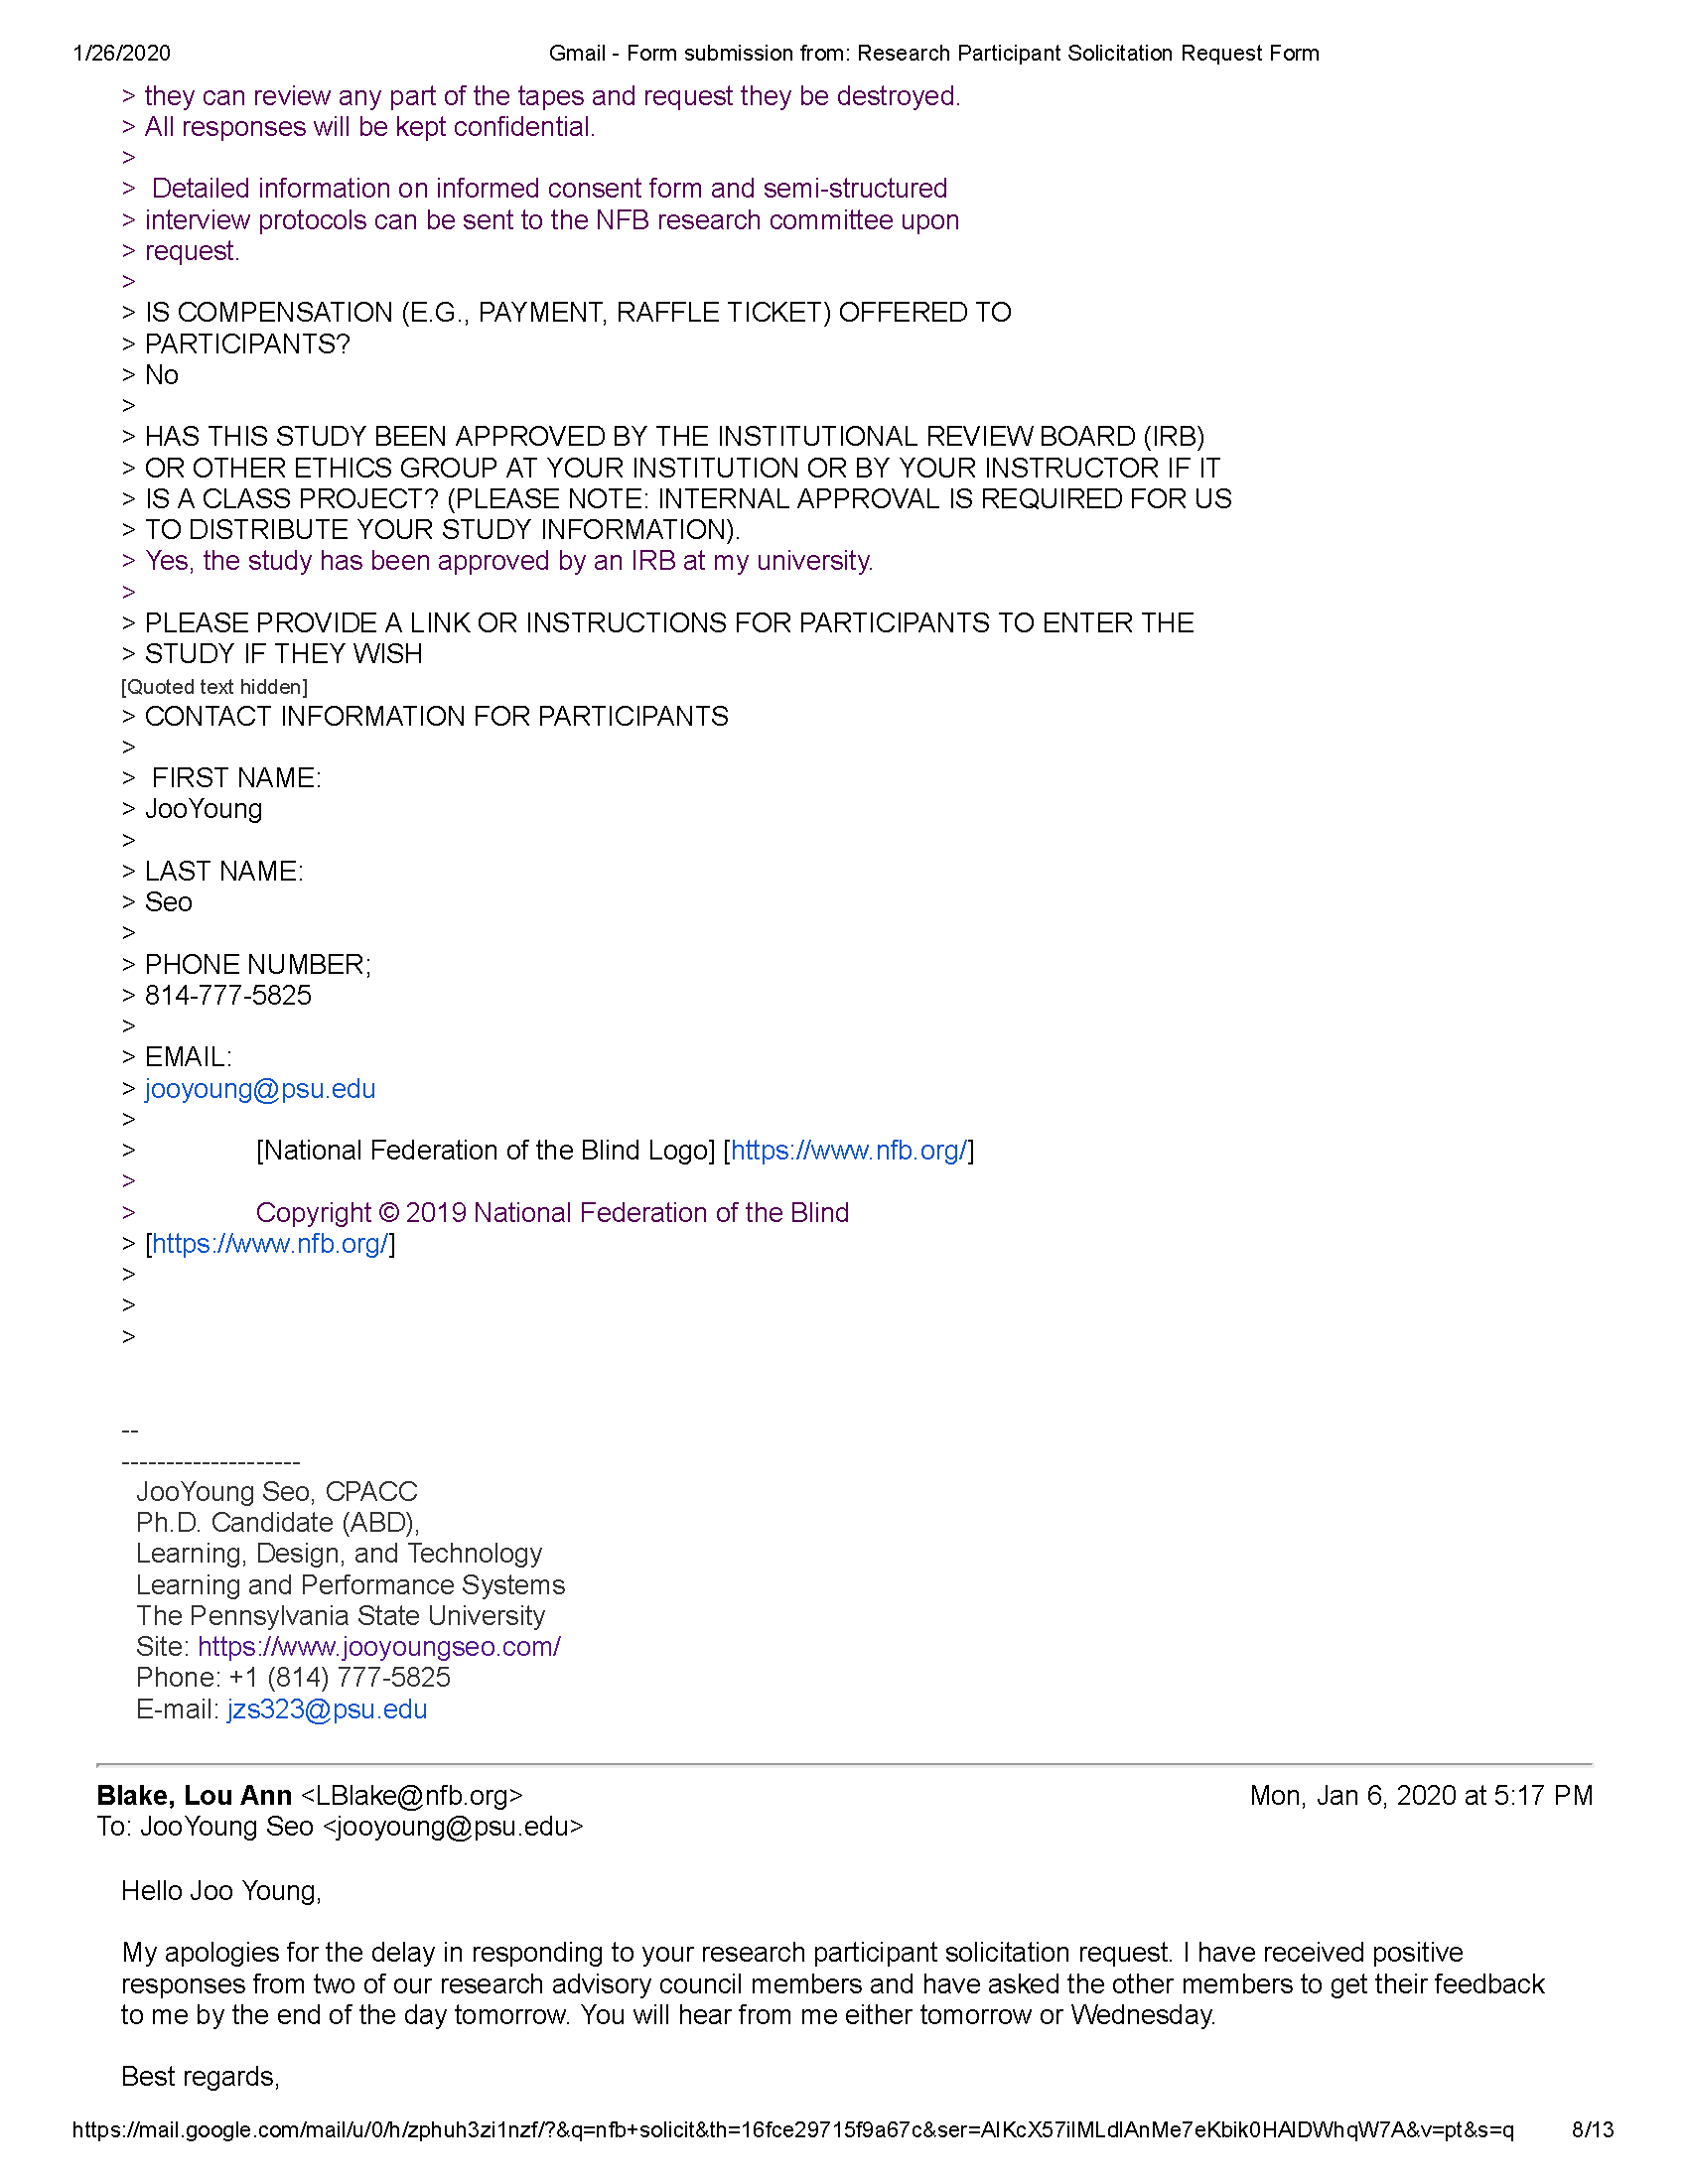 1/26/2020 Gmail - Form submission from: Research Participant Solicitation Request Form
> they can review any part of the tapes and request they be destroyed.
> All responses will be kept confidential.
>
> Detailed information on informed consent form and semi-structured
> interview protocols can be sent to the NFB research committee upon
> request.
>
> IS COMPENSATION (E.G., PAYMENT, RAFFLE TICKET) OFFERED TO
> PARTICIPANTS?
> No
>
> HAS THIS STUDY BEEN APPROVED BY THE INSTITUTIONAL REVIEW BOARD (IRB)
> OR OTHER ETHICS GROUP AT YOUR INSTITUTION OR BY YOUR INSTRUCTOR IF IT
> IS A CLASS PROJECT? (PLEASE NOTE: INTERNAL APPROVAL IS REQUIRED FOR US
> TO DISTRIBUTE YOUR STUDY INFORMATION).
> Yes, the study has been approved by an IRB at my university.
>
> PLEASE PROVIDE A LINK OR INSTRUCTIONS FOR PARTICIPANTS TO ENTER THE
> STUDY IF THEY WISH
[Quoted text hidden]
> CONTACT INFORMATION FOR PARTICIPANTS
>
> FIRST NAME:
> JooYoung
>
> LAST NAME:
> Seo
>
> PHONE NUMBER;
> 814-777-5825
>
> EMAIL:
> jooyoung@psu.edu
>
> [National Federation of the Blind Logo] [https://www.nfb.org/]
>
> Copyright © 2019 National Federation of the Blind
> [https://www.nfb.org/]
>
>
>
--
--------------------
JooYoung Seo, CPACC
Ph.D. Candidate (ABD),
Learning, Design, and Technology
Learning and Performance Systems
The Pennsylvania State University
Site: https://www.jooyoungseo.com/
Phone: +1 (814) 777-5825
E-mail: jzs323@psu.edu
Blake, Lou Ann <LBlake@nfb.org> Mon, Jan 6, 2020 at 5:17 PM
To: JooYoung Seo <jooyoung@psu.edu>
Hello Joo Young,
My apologies for the delay in responding to your research participant solicitation request. I have received positive
responses from two of our research advisory council members and have asked the other members to get their feedback
to me by the end of the day tomorrow. You will hear from me either tomorrow or Wednesday.
Best regards,
https://mail.google.com/mail/u/0/h/zphuh3zi1nzf/?&q=nfb+solicit&th=16fce29715f9a67c&ser=AIKcX57ilMLdlAnMe7eKbik0HAlDWhqW7A&v=pt&s=q 8/13